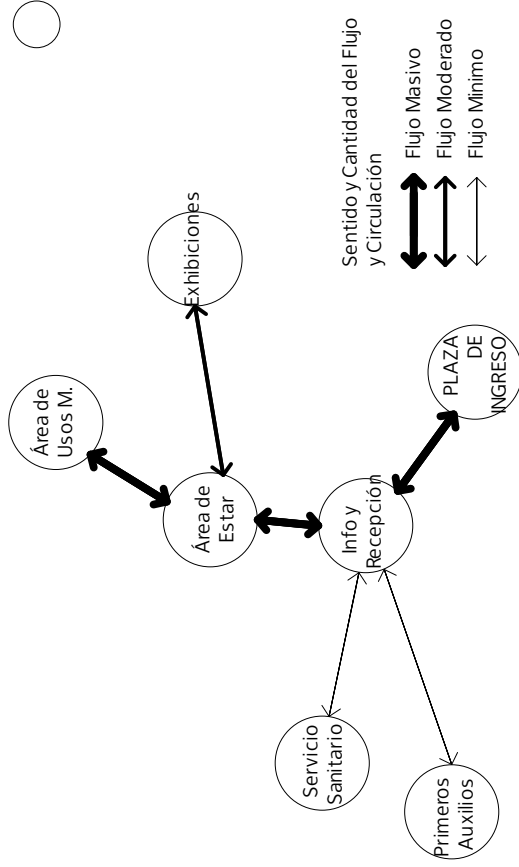 Área de
Usos M.
Exhibiciones
Área de
Estar
Info y
Recepción
PLAZA
DE
INGRESO
Servicio
Sanitario
Primeros
Auxilios
Sentido y Cantidad del Flujo
y Circulación
Flujo Masivo
Flujo Moderado
Flujo Mínimo